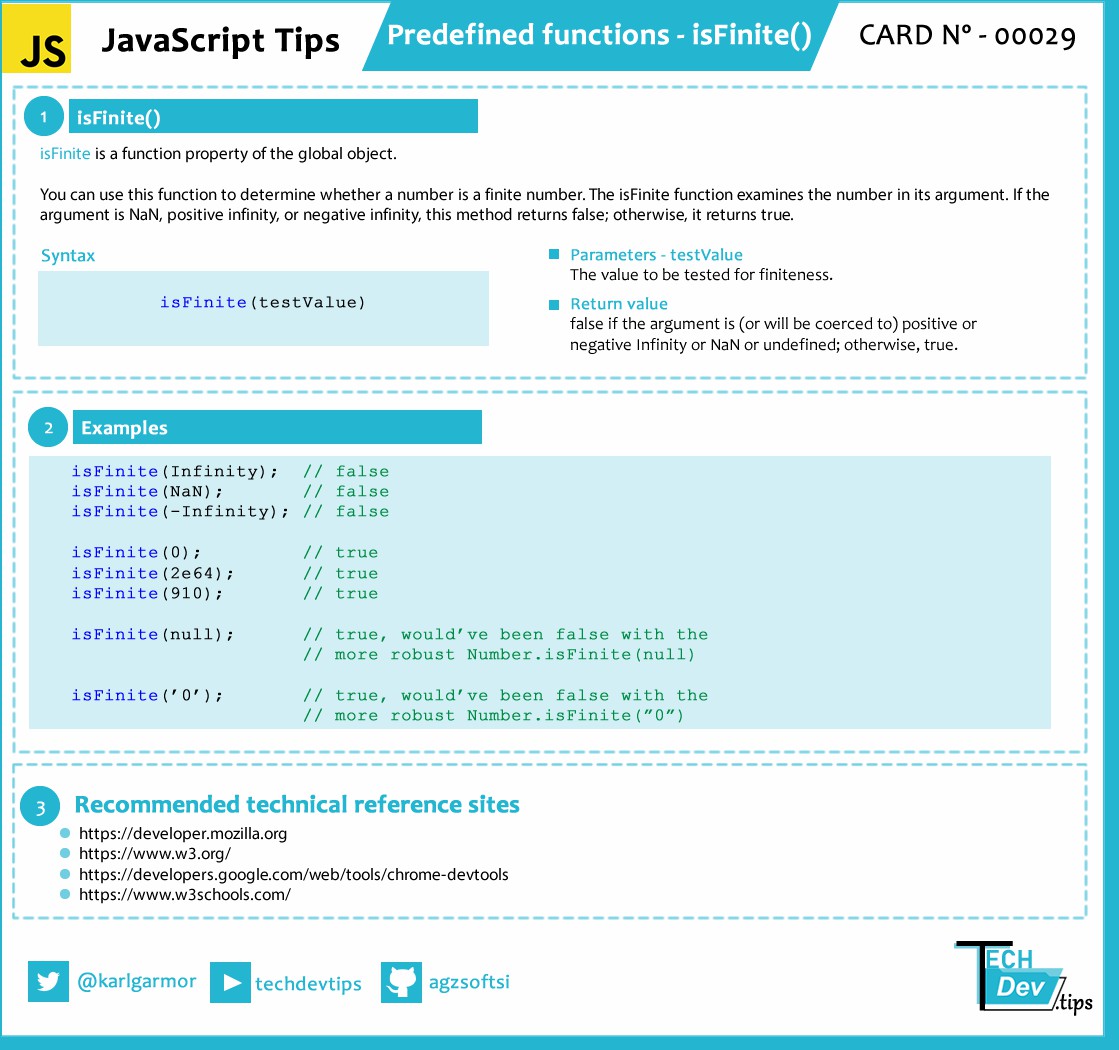 JS
JavaScript Tips
Predefined functions - isFinite()
CARD Nº - 00029
1
isFinite()
isFinite is a function property of the global object.
You can use this function to determine whether a number is a finite number. The isFinite function examines the number in its argument. If the
argument is NaN, positive infinity, or negative infinity, this method returns false; otherwise, it returns true.
Syntax
isFinite(testValue)
Parameters - testValue
The value to be tested for finiteness.
Return value
false if the argument is (or will be coerced to) positive or
negative Infinity or NaN or undefined; otherwise, true.
2
Examples
isFinite(Infinity);  // false
isFinite(NaN);       // false
isFinite(-Infinity); // false
isFinite(0);         // true
isFinite(2e64);      // true
isFinite(910);       // true
isFinite(null);      // true, would’ve been false with the
// more robust Number.isFinite(null)
isFinite(’0’);       // true, would’ve been false with the
// more robust Number.isFinite(”0”)
3
Recommended technical reference sites
https://developer.mozilla.org
https://www.w3.org/
https://developers.google.com/web/tools/chrome-devtools
https://www.w3schools.com/
@karlgarmor
techdevtips
agzsoftsi
TECH
Dev
.tips